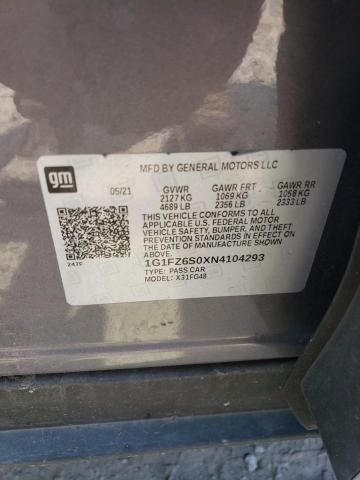 gm
MFD BY GENERAL MOTORS LLC
05/21 GVWR GAWR FRT GAWR RR
2127 KG 1069 KG 1058 KG
4689 LB 2356 LB 2333 LB
THIS VEHICLE CONFORMS TO ALL
APPLICABLE U.S. FEDERAL MOTOR
VEHICLE SAFETY, BUMPER, AND THEFT
PREVENTION STANDARDS IN EFFECT ON
THE DATE OF MANUFACTURE SHOWN ABOVE.
1G1FZ6S0XN4104293
TYPE: PASS CAR
MODEL: X31FG48